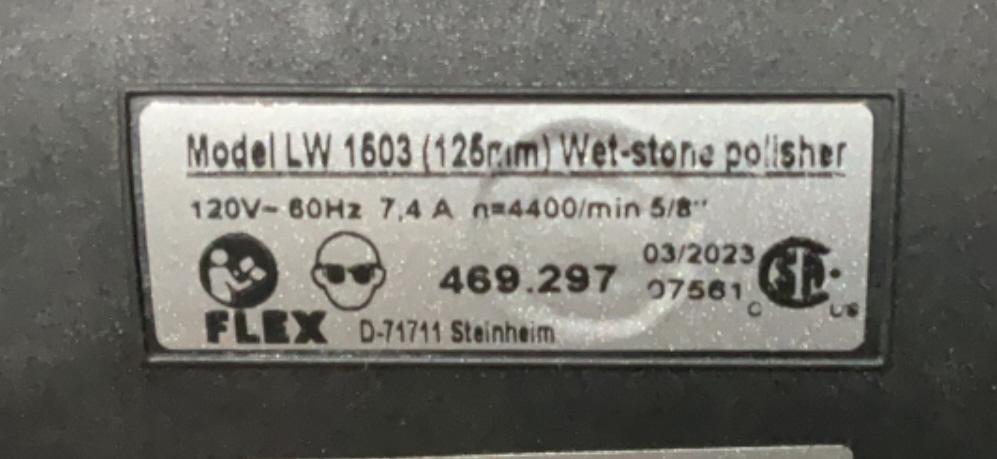 Model LW 1603 (125mm) Wet-stone polisher
120V~ 60Hz 7,4 A n=4400/min 5/8"
469.297
03/2023
07561
C US
FLEX D-71711 Steinheim